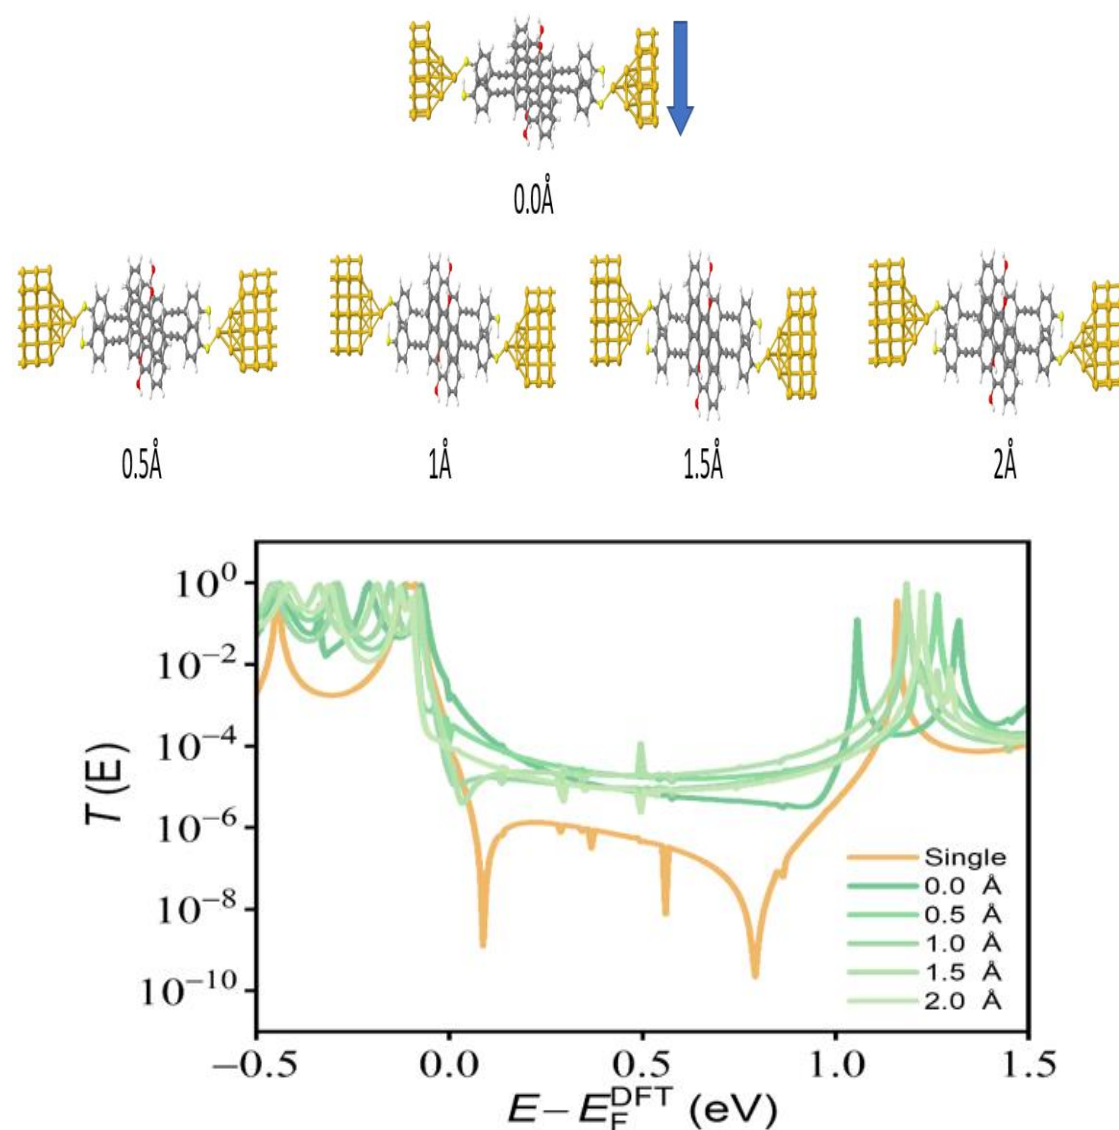 0.0Å
0.5Å
1Å
1.5Å
2Å
10⁰
10⁻²
10⁻⁴
10⁻⁶
10⁻⁸
10⁻¹⁰
T (E)
Single
0.0 Å
0.5 Å
1.0 Å
1.5 Å
2.0 Å
−0.5 0.0 0.5 1.0 1.5
E − E_F^DFT (eV)